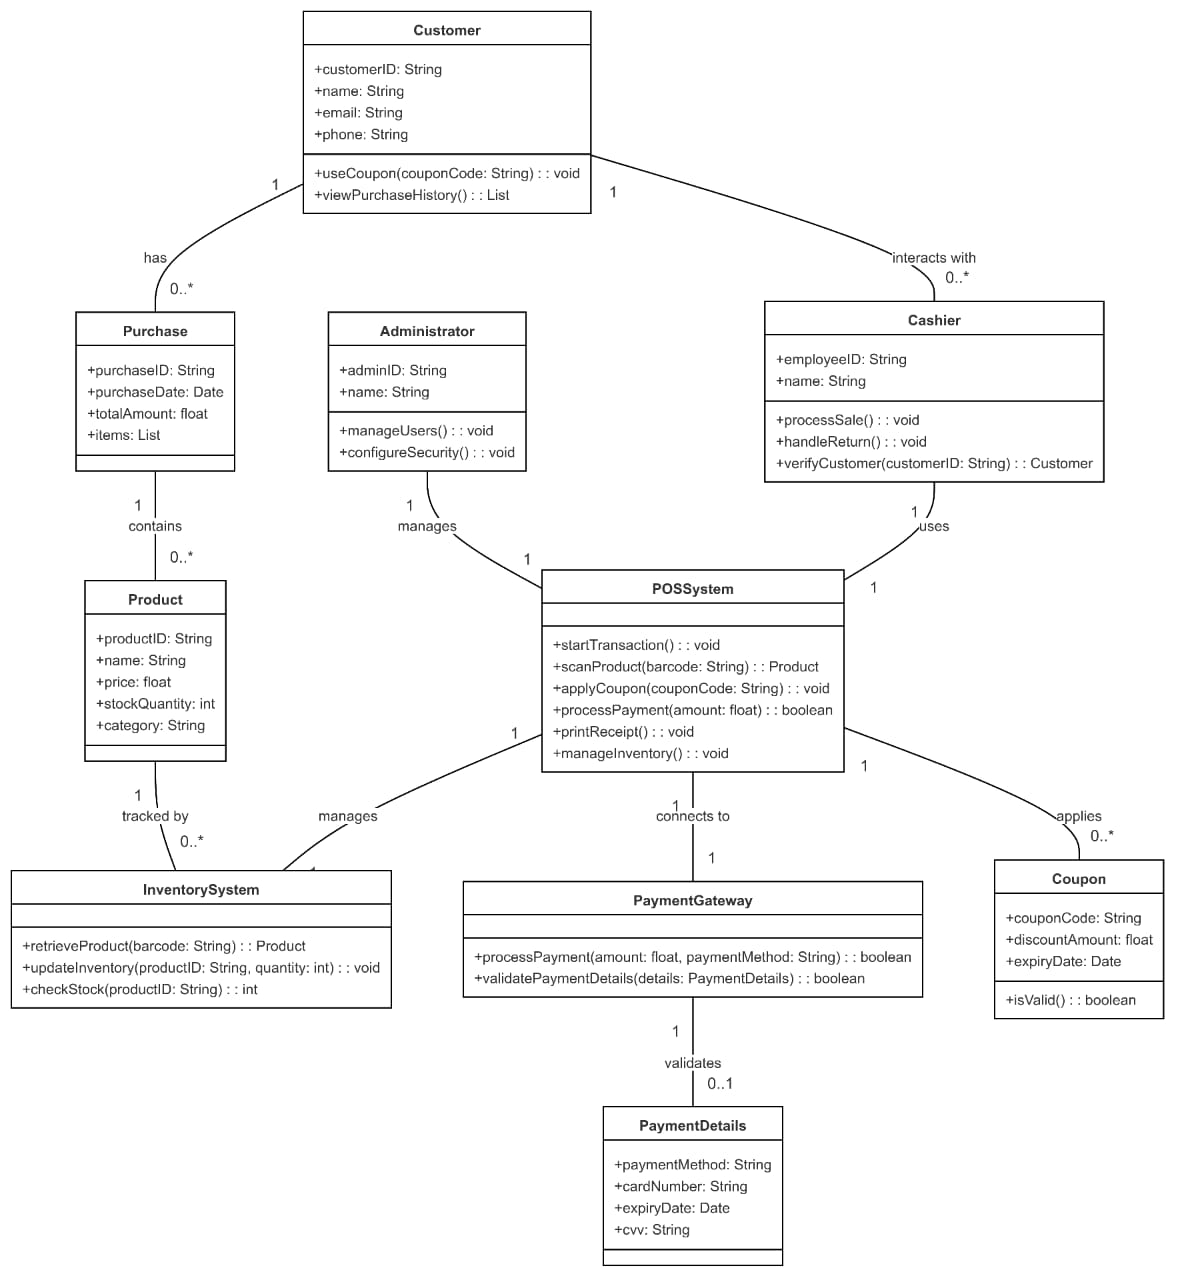 Customer
+customerID: String
+name: String
+email: String
+phone: String
+useCoupon(couponCode: String) : : void
+viewPurchaseHistory() : : List
1
1
has
0..*
interacts with
0..*
Purchase
+purchaseID: String
+purchaseDate: Date
+totalAmount: float
+items: List
Administrator
+adminID: String
+name: String
+manageUsers() : : void
+configureSecurity() : : void
Cashier
+employeeID: String
+name: String
+processSale() : : void
+handleReturn() : : void
+verifyCustomer(customerID: String) : : Customer
1
contains
0..*
1
manages
1
1
uses
1
Product
+productID: String
+name: String
+price: float
+stockQuantity: int
+category: String
POSSystem
+startTransaction() : : void
+scanProduct(barcode: String) : : Product
+applyCoupon(couponCode: String) : : void
+processPayment(amount: float) : : boolean
+printReceipt() : : void
+manageInventory() : : void
1
tracked by
0..*
1
manages
1
connects to
1
1
applies
0..*
InventorySystem
+retrieveProduct(barcode: String) : : Product
+updateInventory(productID: String, quantity: int) : : void
+checkStock(productID: String) : : int
PaymentGateway
+processPayment(amount: float, paymentMethod: String) : : boolean
+validatePaymentDetails(details: PaymentDetails) : : boolean
Coupon
+couponCode: String
+discountAmount: float
+expiryDate: Date
+isValid() : : boolean
1
validates
0..1
PaymentDetails
+paymentMethod: String
+cardNumber: String
+expiryDate: Date
+cvv: String